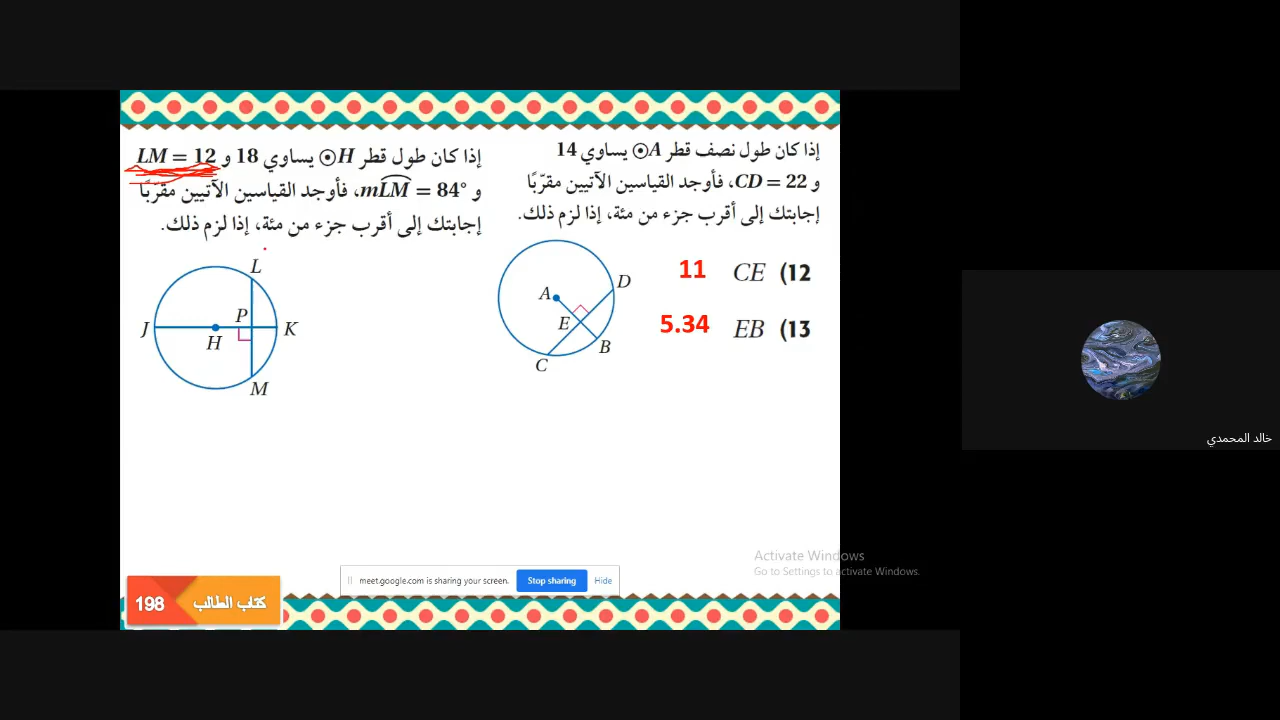 إذا كان طول نصف قطر ⊙A يساوي 14
و CD = 22، فأوجد القياسين الآتيين مقرّبًا
إجابتك إلى أقرب جزء من مئة، إذا لزم ذلك.
12) CE 11
13) EB 5.34
A
D
E
B
C
إذا كان طول قطر ⊙H يساوي 18 و LM = 12
و mLM = 84°، فأوجد القياسين الآتيين مقرّبًا
إجابتك إلى أقرب جزء من مئة، إذا لزم ذلك.
L
P
J
K
H
M
خالد المحمدي
Activate Windows
Go to Settings to activate Windows.
meet.google.com is sharing your screen.
Stop sharing
Hide
كتاب الطالب
198